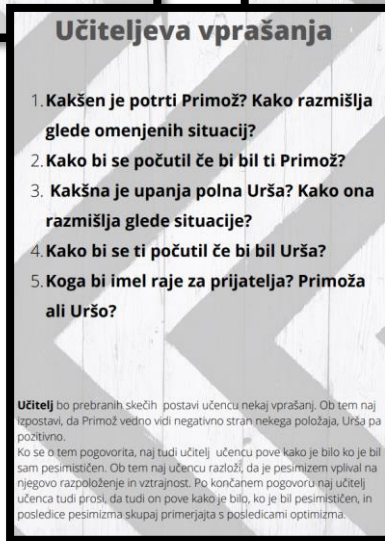 Učiteljeva vprašanja
1. Kakšen je potrti Primož? Kako razmišlja
glede omenjenih situacij?
2. Kako bi se počutil če bi bil ti Primož?
3. Kakšna je upanja polna Urša? Kako ona
razmišlja glede situacije?
4. Kako bi se ti počutil če bi bil Urša?
5. Koga bi imel raje za prijatelja? Primoža
ali Uršo?
Učitelj bo prebranih skečih postavi učencu nekaj vprašanj. Ob tem naj
izpostavi, da Primož vedno vidi negativno stran nekega položaja, Urša pa
pozitivno.
Ko se o tem pogovorita, naj tudi učitelj učencu pove kako je bilo ko je bil
sam pesimističen. Ob tem naj učencu razloži, da je pesimizem vplival na
njegovo razpoloženje in vztrajnost. Po končanem pogovoru naj učitelj
učenca tudi prosi, da tudi on pove kako je bilo, ko je bil pesimističen, in
posledice pesimizma skupaj primerjajta s posledicami optimizma.